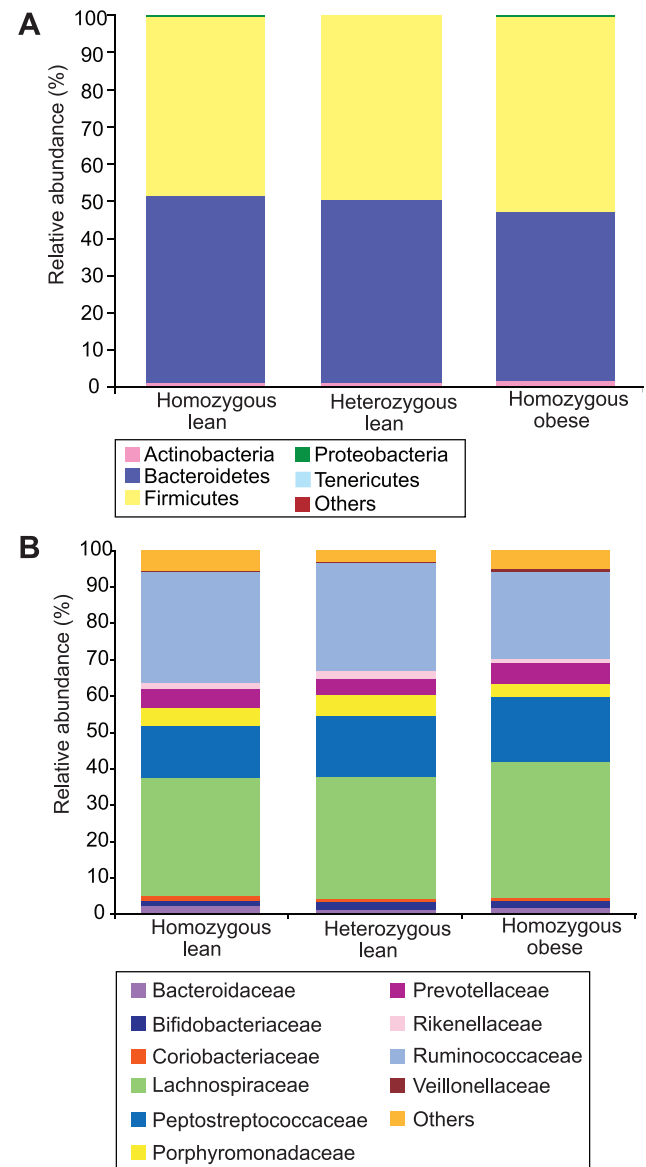 A
Relative abundance (%)
100
90
80
70
60
50
40
30
20
10
0
Homozygous
lean
Heterozygous
lean
Homozygous
obese
Actinobacteria
Bacteroidetes
Firmicutes
Proteobacteria
Tenericutes
Others
B
Relative abundance (%)
100
90
80
70
60
50
40
30
20
10
0
Homozygous
lean
Heterozygous
lean
Homozygous
obese
Bacteroidaceae
Bifidobacteriaceae
Coriobacteriaceae
Lachnospiraceae
Peptostreptococcaceae
Porphyromonadaceae
Prevotellaceae
Rikenellaceae
Ruminococcaceae
Veillonellaceae
Others